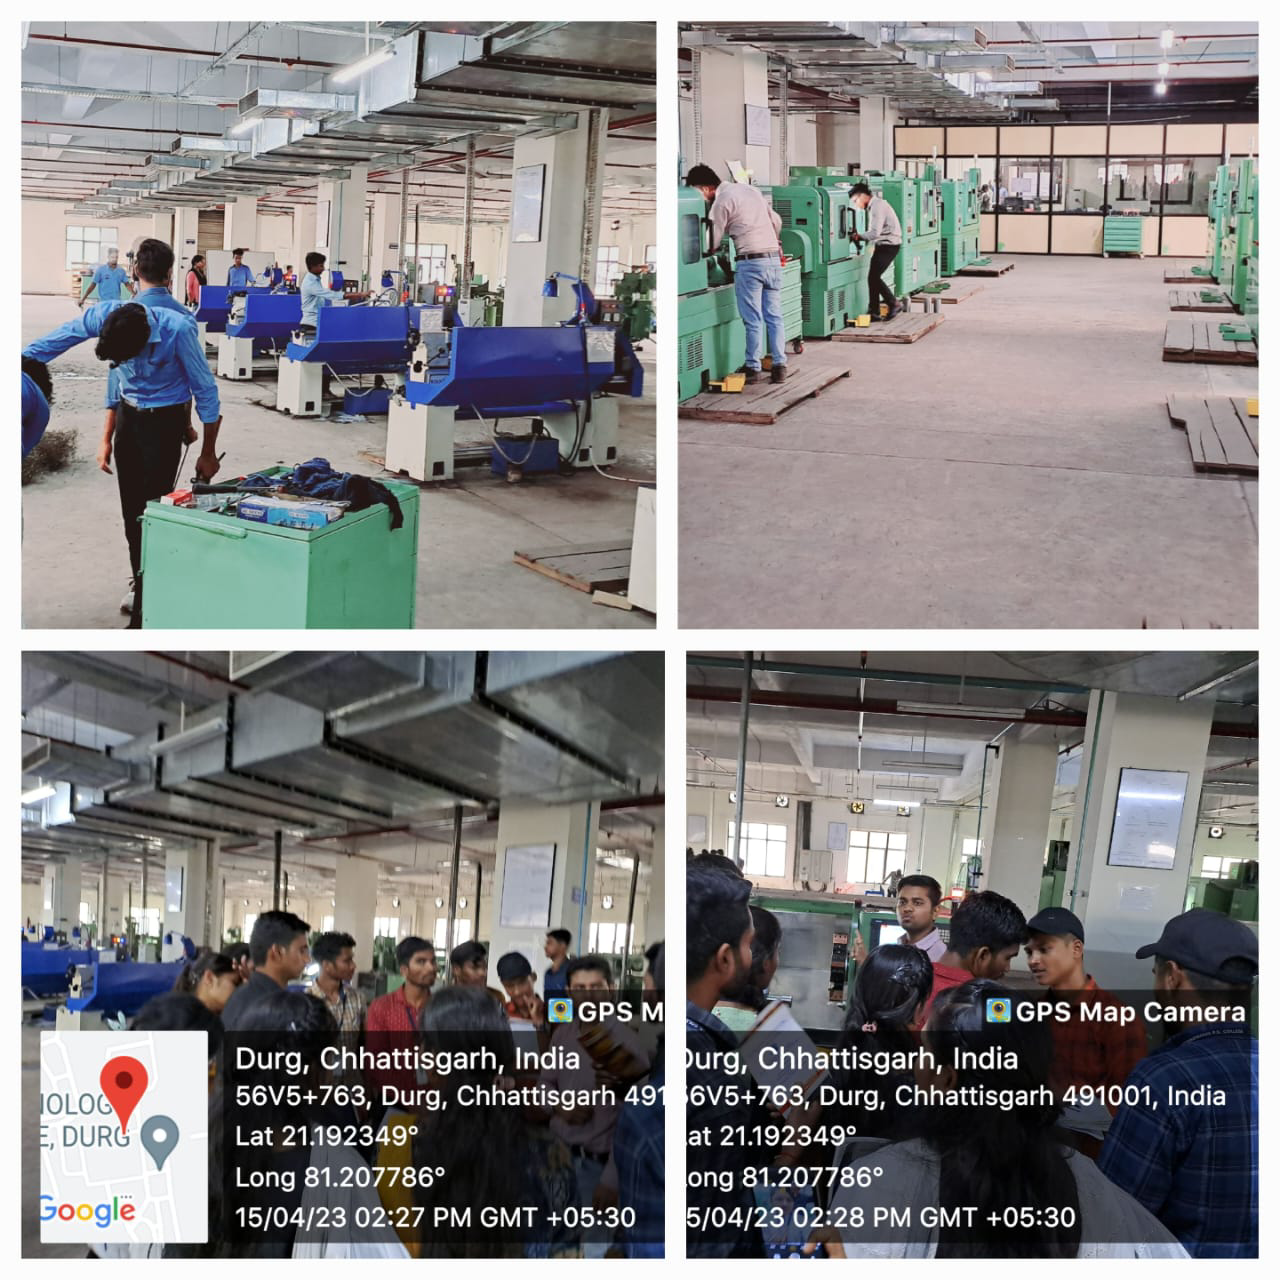 GPS M
Durg, Chhattisgarh, India
56V5+763, Durg, Chhattisgarh 491
Lat 21.192349°
Long 81.207786°
15/04/23 02:27 PM GMT +05:30
E, DURG
Google
GPS Map Camera
Durg, Chhattisgarh, India
56V5+763, Durg, Chhattisgarh 491001, India
Lat 21.192349°
Long 81.207786°
5/04/23 02:28 PM GMT +05:30